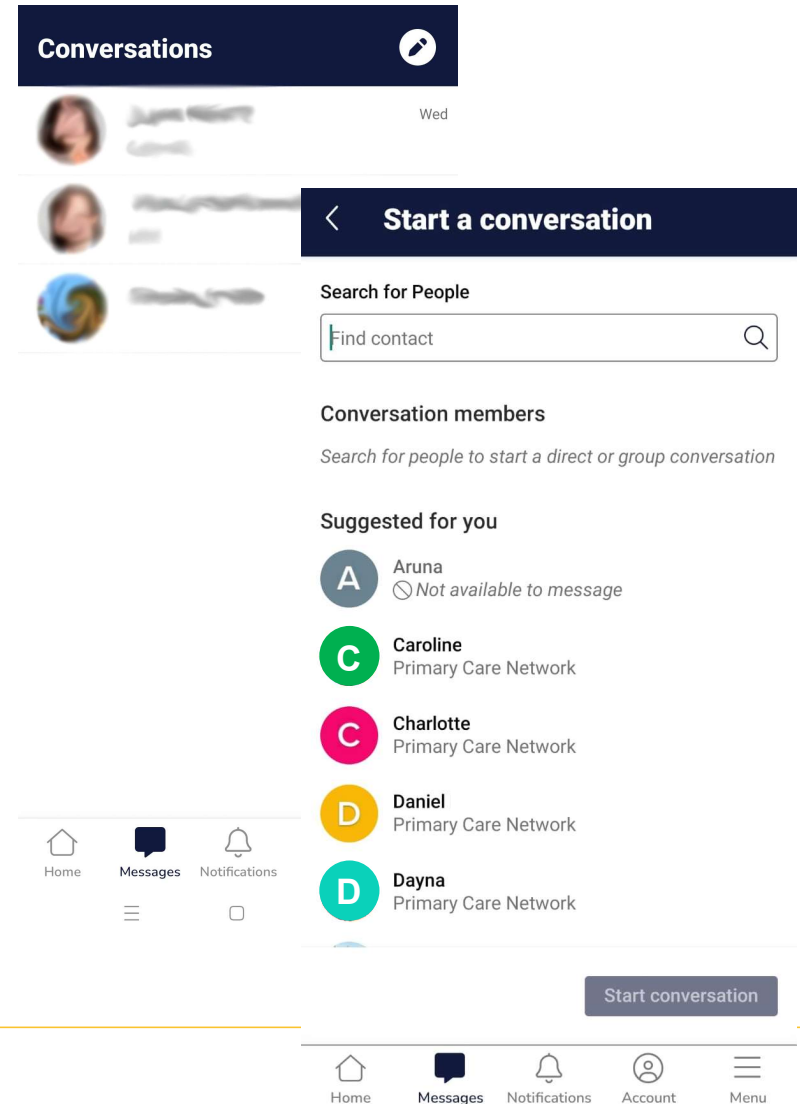 Conversations
Wed
Home
Messages
Notifications
Start a conversation
Search for People
Find contact
Conversation members
Search for people to start a direct or group conversation
Suggested for you
A
Aruna
Not available to message
C
Caroline
Primary Care Network
C
Charlotte
Primary Care Network
D
Daniel
Primary Care Network
D
Dayna
Primary Care Network
Start conversation
Home
Messages
Notifications
Account
Menu